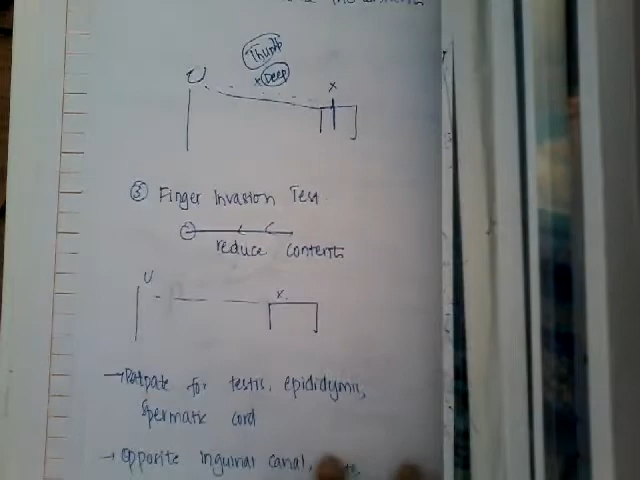 Thumb
x Deep
U
x
③ Finger Invasion Test
reduce contents
U
x
→ Palpate for testis, epididymis,
Spermatic cord
→ Opposite inguinal canal,